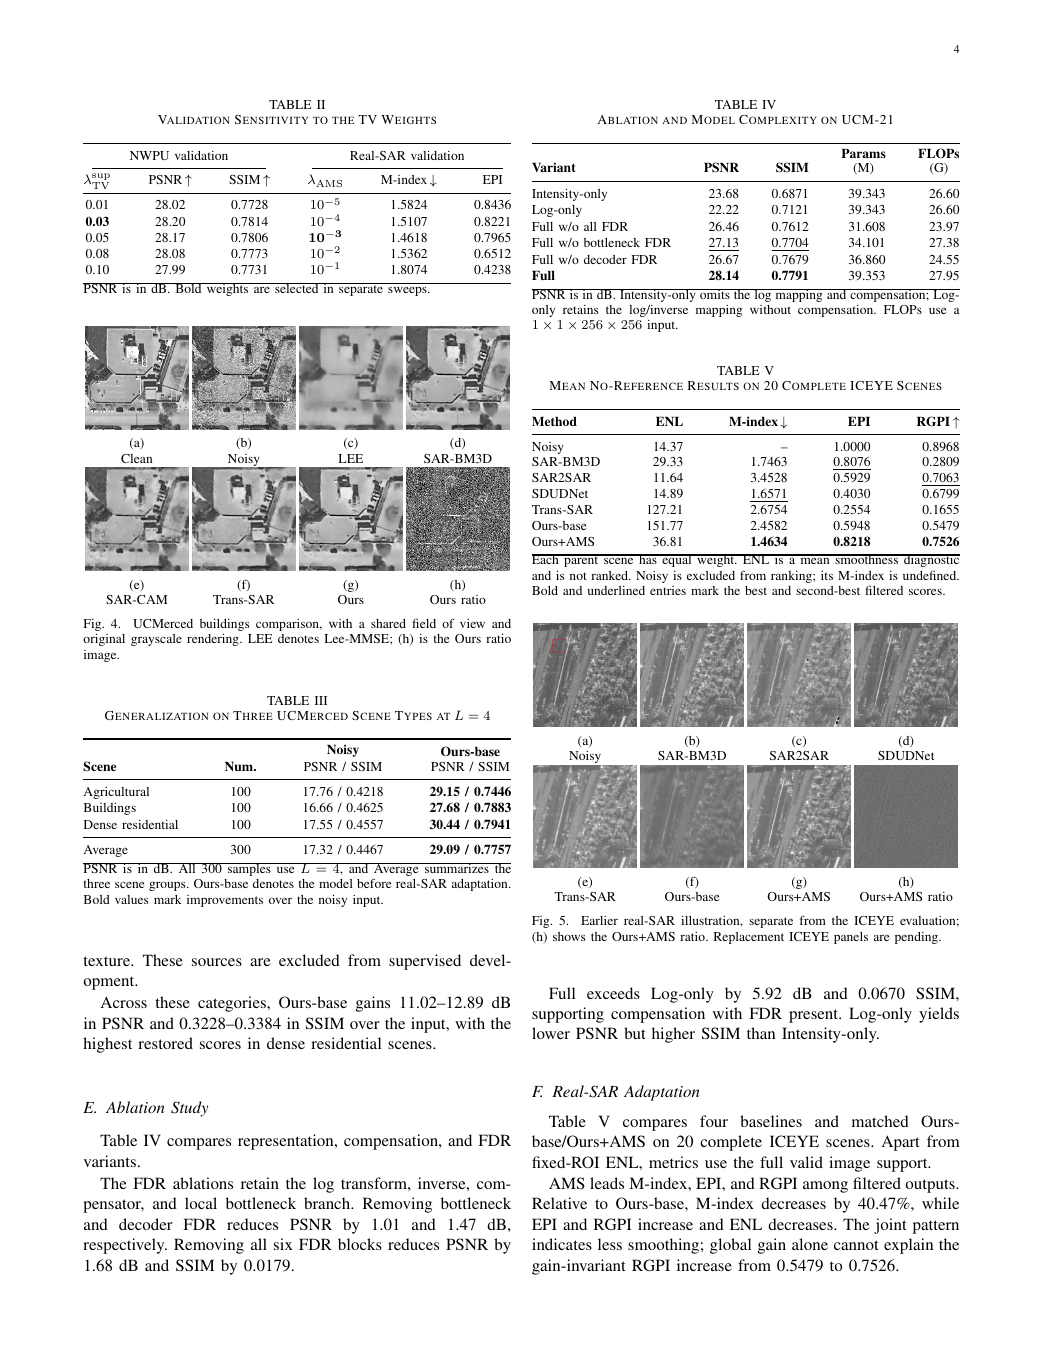 4
TABLE II
VALIDATION SENSITIVITY TO THE TV WEIGHTS
NWPU validation Real-SAR validation
λ_TV^sup PSNR↑ SSIM↑ λ_AMS M-index↓ EPI
0.01 28.02 0.7728 10^−5 1.5824 0.8436
0.03 28.20 0.7814 10^−4 1.5107 0.8221
0.05 28.17 0.7806 10^−3 1.4618 0.7965
0.08 28.08 0.7773 10^−2 1.5362 0.6512
0.10 27.99 0.7731 10^−1 1.8074 0.4238
PSNR is in dB. Bold weights are selected in separate sweeps.
(a) (b) (c) (d)
Clean Noisy LEE SAR-BM3D
(e) (f) (g) (h)
SAR-CAM Trans-SAR Ours Ours ratio
Fig. 4. UCMerced buildings comparison, with a shared field of view and
original grayscale rendering. LEE denotes Lee-MMSE; (h) is the Ours ratio
image.
TABLE III
GENERALIZATION ON THREE UCMERCED SCENE TYPES AT L = 4
Noisy Ours-base
Scene Num. PSNR / SSIM PSNR / SSIM
Agricultural 100 17.76 / 0.4218 29.15 / 0.7446
Buildings 100 16.66 / 0.4625 27.68 / 0.7883
Dense residential 100 17.55 / 0.4557 30.44 / 0.7941
Average 300 17.32 / 0.4467 29.09 / 0.7757
PSNR is in dB. All 300 samples use L = 4, and Average summarizes the
three scene groups. Ours-base denotes the model before real-SAR adaptation.
Bold values mark improvements over the noisy input.
texture. These sources are excluded from supervised devel-
opment.
Across these categories, Ours-base gains 11.02–12.89 dB
in PSNR and 0.3228–0.3384 in SSIM over the input, with the
highest restored scores in dense residential scenes.
E. Ablation Study
Table IV compares representation, compensation, and FDR
variants.
The FDR ablations retain the log transform, inverse, com-
pensator, and local bottleneck branch. Removing bottleneck
and decoder FDR reduces PSNR by 1.01 and 1.47 dB,
respectively. Removing all six FDR blocks reduces PSNR by
1.68 dB and SSIM by 0.0179.
TABLE IV
ABLATION AND MODEL COMPLEXITY ON UCM-21
Params FLOPs
Variant PSNR SSIM (M) (G)
Intensity-only 23.68 0.6871 39.343 26.60
Log-only 22.22 0.7121 39.343 26.60
Full w/o all FDR 26.46 0.7612 31.608 23.97
Full w/o bottleneck FDR 27.13 0.7704 34.101 27.38
Full w/o decoder FDR 26.67 0.7679 36.860 24.55
Full 28.14 0.7791 39.353 27.95
PSNR is in dB. Intensity-only omits the log mapping and compensation; Log-
only retains the log/inverse mapping without compensation. FLOPs use a
1 × 1 × 256 × 256 input.
TABLE V
MEAN NO-REFERENCE RESULTS ON 20 COMPLETE ICEYE SCENES
Method ENL M-index↓ EPI RGPI↑
Noisy 14.37 – 1.0000 0.8968
SAR-BM3D 29.33 1.7463 0.8076 0.2809
SAR2SAR 11.64 3.4528 0.5929 0.7063
SDUDNet 14.89 1.6571 0.4030 0.6799
Trans-SAR 127.21 2.6754 0.2554 0.1655
Ours-base 151.77 2.4582 0.5948 0.5479
Ours+AMS 36.81 1.4634 0.8218 0.7526
Each parent scene has equal weight. ENL is a mean smoothness diagnostic
and is not ranked. Noisy is excluded from ranking; its M-index is undefined.
Bold and underlined entries mark the best and second-best filtered scores.
(a) (b) (c) (d)
Noisy SAR-BM3D SAR2SAR SDUDNet
(e) (f) (g) (h)
Trans-SAR Ours-base Ours+AMS Ours+AMS ratio
Fig. 5. Earlier real-SAR illustration, separate from the ICEYE evaluation;
(h) shows the Ours+AMS ratio. Replacement ICEYE panels are pending.
Full exceeds Log-only by 5.92 dB and 0.0670 SSIM,
supporting compensation with FDR present. Log-only yields
lower PSNR but higher SSIM than Intensity-only.
F. Real-SAR Adaptation
Table V compares four baselines and matched Ours-
base/Ours+AMS on 20 complete ICEYE scenes. Apart from
fixed-ROI ENL, metrics use the full valid image support.
AMS leads M-index, EPI, and RGPI among filtered outputs.
Relative to Ours-base, M-index decreases by 40.47%, while
EPI and RGPI increase and ENL decreases. The joint pattern
indicates less smoothing; global gain alone cannot explain the
gain-invariant RGPI increase from 0.5479 to 0.7526.